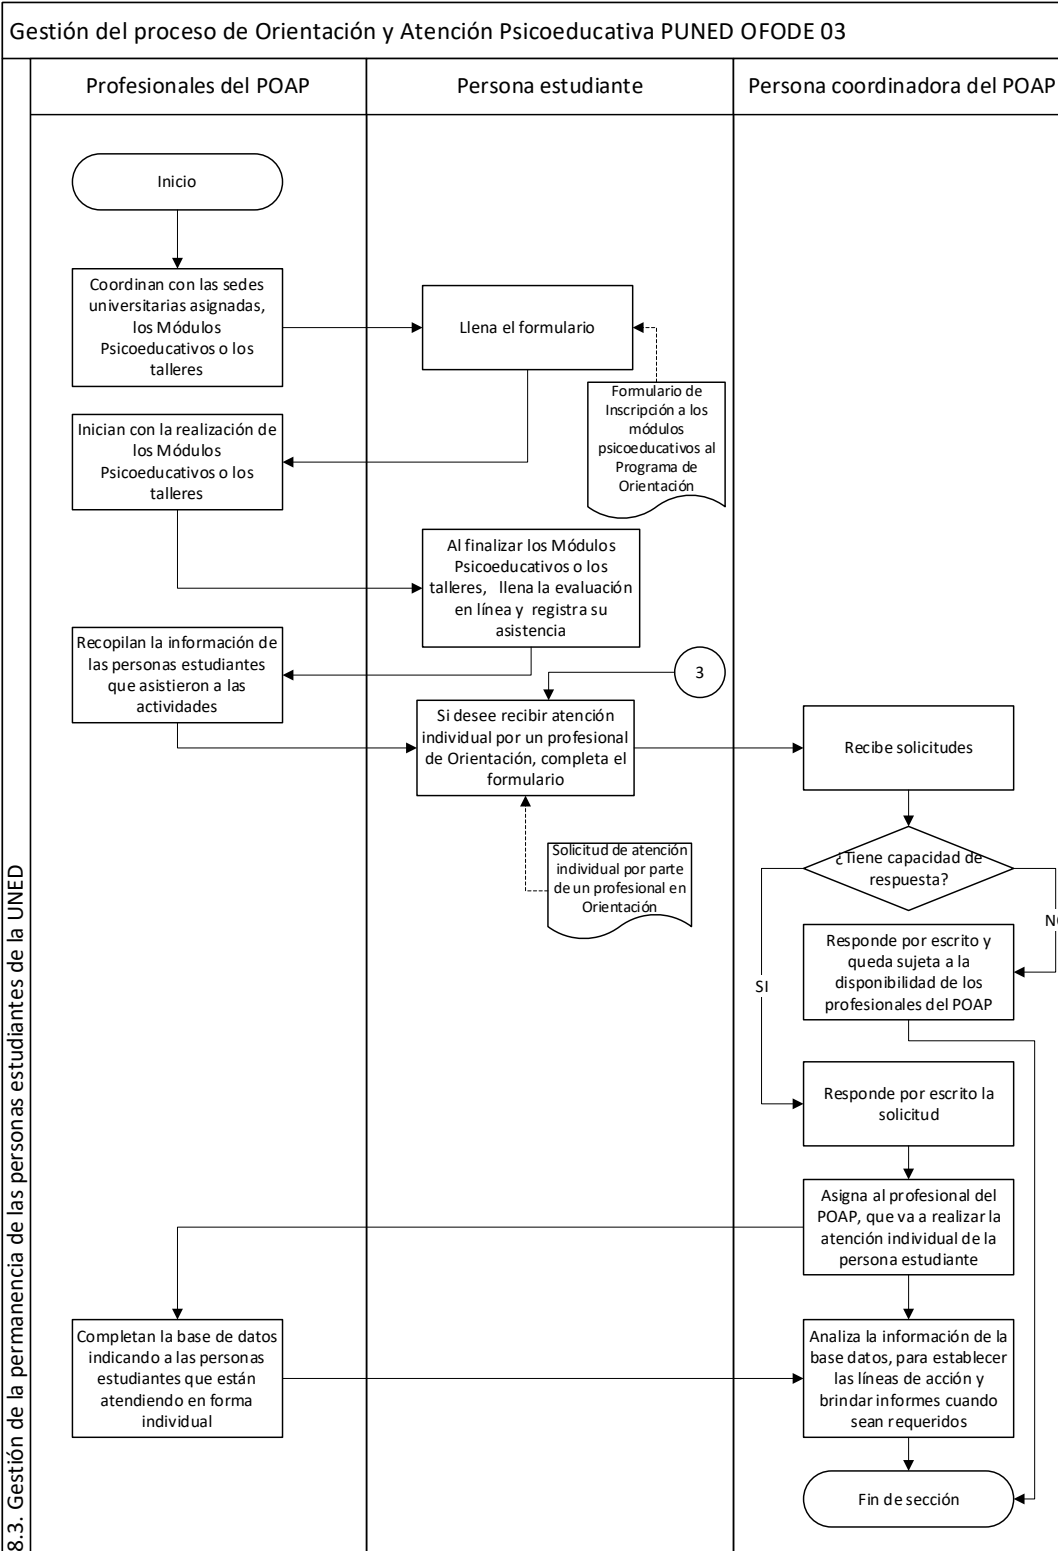 Gestión del proceso de Orientación y Atención Psicoeducativa PUNED OFODE 03
8.3. Gestión de la permanencia de las personas estudiantes de la UNED
Profesionales del POAP
Persona estudiante
Persona coordinadora del POAP
Inicio
Coordinan con las sedes
universitarias asignadas,
los Módulos
Psicoeducativos o los
talleres
Llena el formulario
Formulario de
Inscripción a los
módulos
psicoeducativos al
Programa de
Orientación
Inician con la realización de
los Módulos
Psicoeducativos o los
talleres
Al finalizar los Módulos
Psicoeducativos o los
talleres, llena la evaluación
en línea y registra su
asistencia
Recopilan la información de
las personas estudiantes
que asistieron a las
actividades
3
Si desee recibir atención
individual por un profesional
de Orientación, completa el
formulario
Recibe solicitudes
Solicitud de atención
individual por parte
de un profesional en
Orientación
¿Tiene capacidad de
respuesta?
NO
Responde por escrito y
queda sujeta a la
disponibilidad de los
profesionales del POAP
SI
Responde por escrito la
solicitud
Asigna al profesional del
POAP, que va a realizar la
atención individual de la
persona estudiante
Completan la base de datos
indicando a las personas
estudiantes que están
atendiendo en forma
individual
Analiza la información de la
base datos, para establecer
las líneas de acción y
brindar informes cuando
sean requeridos
Fin de sección